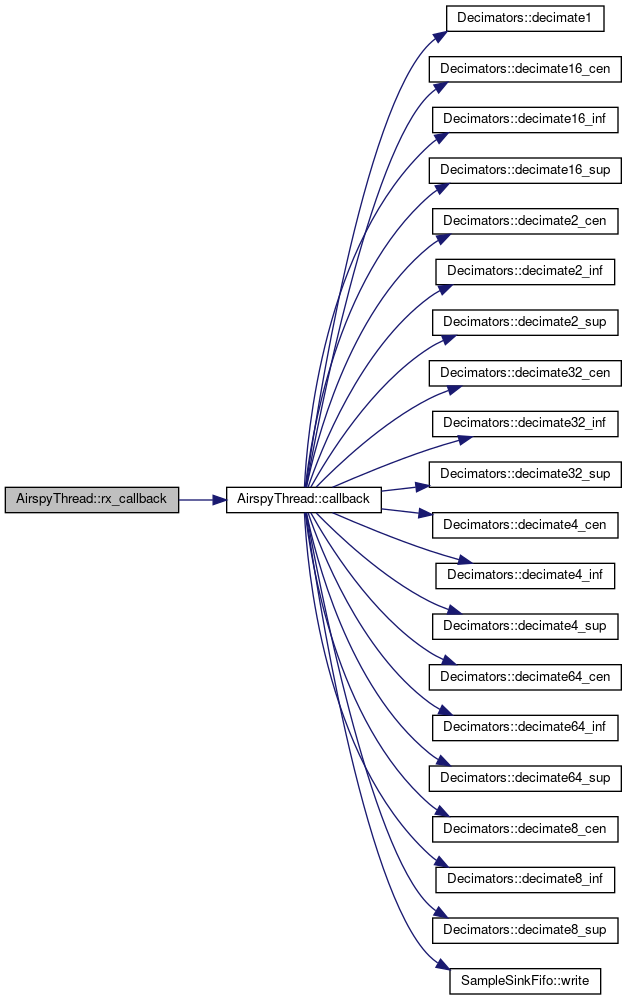 AirspyThread::rx_callback
AirspyThread::callback
Decimators::decimate1
Decimators::decimate16_cen
Decimators::decimate16_inf
Decimators::decimate16_sup
Decimators::decimate2_cen
Decimators::decimate2_inf
Decimators::decimate2_sup
Decimators::decimate32_cen
Decimators::decimate32_inf
Decimators::decimate32_sup
Decimators::decimate4_cen
Decimators::decimate4_inf
Decimators::decimate4_sup
Decimators::decimate64_cen
Decimators::decimate64_inf
Decimators::decimate64_sup
Decimators::decimate8_cen
Decimators::decimate8_inf
Decimators::decimate8_sup
SampleSinkFifo::write